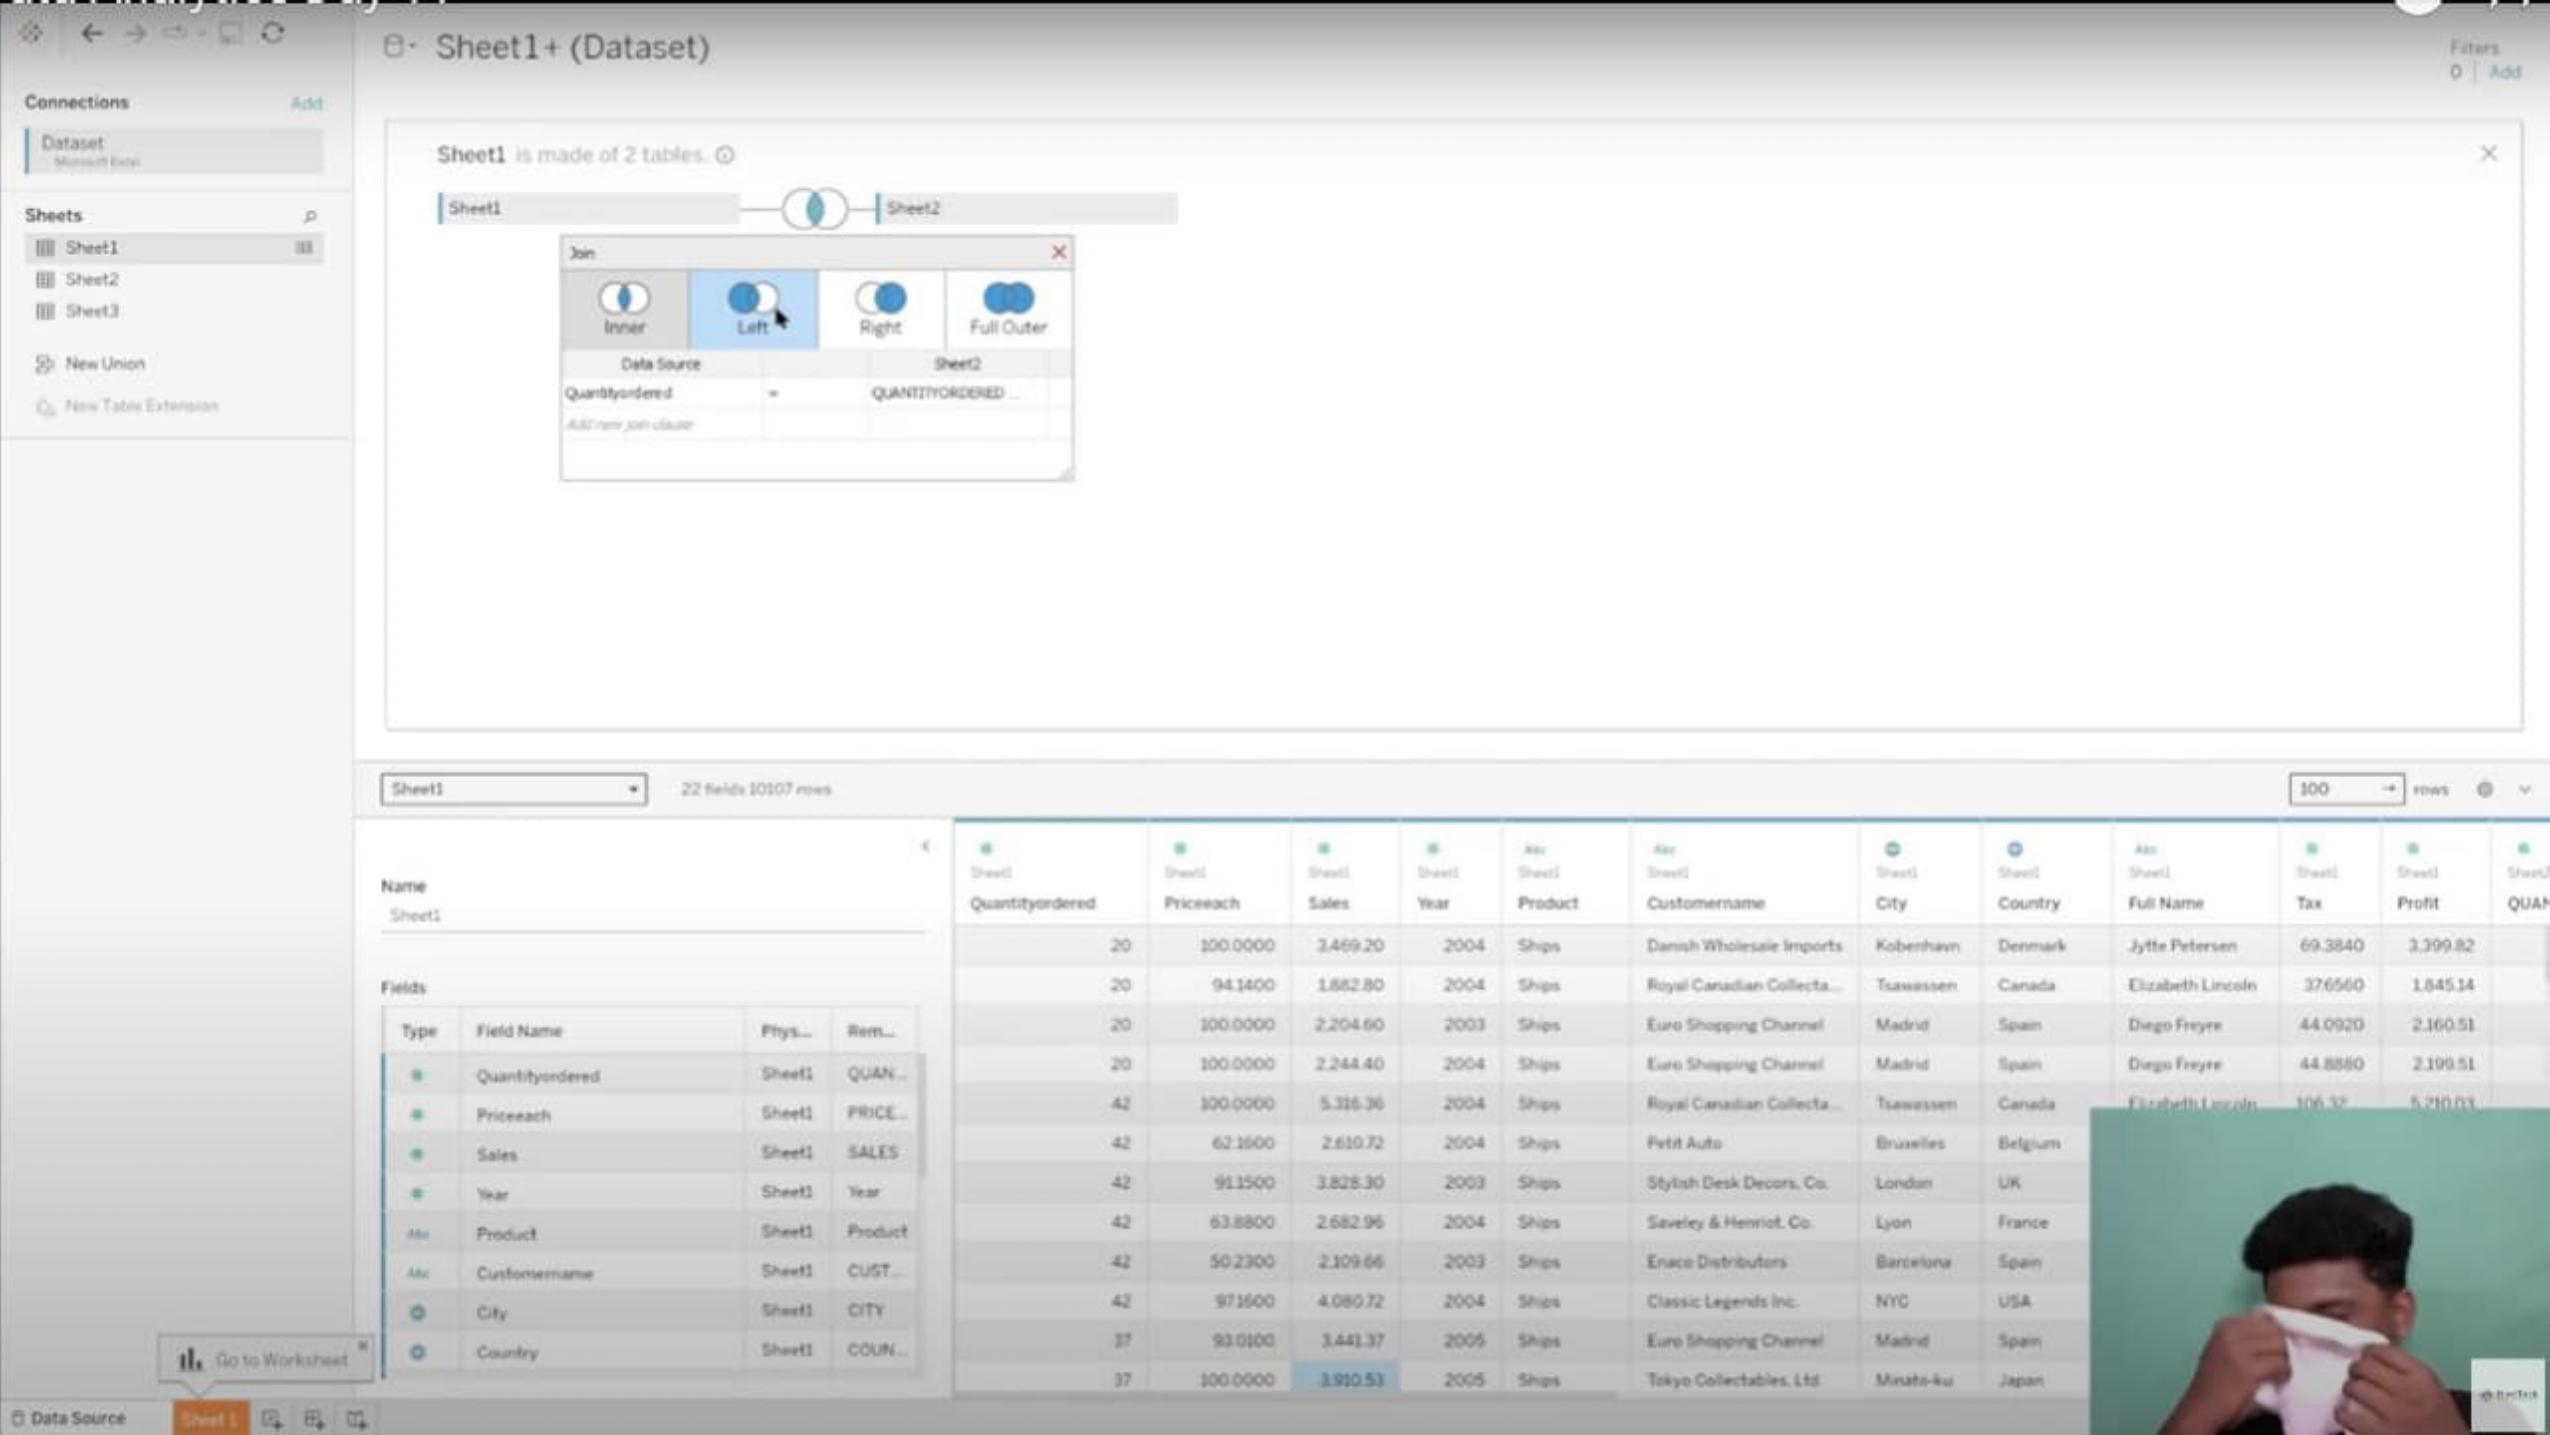 Sheet1+ (Dataset)
Filters
0 | Add
Connections Add
Dataset
Microsoft Excel
Sheets
Sheet1
Sheet2
Sheet3
New Union
New Table Extension
Sheet1 is made of 2 tables.
Sheet1 Sheet2
Join
Inner Left Right Full Outer
Data Source Sheet2
Quantityordered = QUANTITYORDERED ...
Add new join clause
Sheet1 22 fields 10107 rows 100 → rows
Name
Sheet1
Fields
Type Field Name Phys... Rem...
Quantityordered Sheet1 QUAN...
Priceeach Sheet1 PRICE...
Sales Sheet1 SALES
Year Sheet1 Year
Abc Product Sheet1 Product
Abc Customername Sheet1 CUST...
City Sheet1 CITY
Country Sheet1 COUN...
Abc Abc Abc
Sheet1 Sheet1 Sheet1 Sheet1 Sheet1 Sheet1 Sheet1 Sheet1 Sheet1 Sheet1 Sheet1
Quantityordered Priceeach Sales Year Product Customername City Country Full Name Tax Profit QUAN
20 100.0000 3,469.20 2004 Ships Danish Wholesale Imports Kobenhavn Denmark Jytte Petersen 69.3840 3,399.82
20 94.1400 1,882.80 2004 Ships Royal Canadian Collecta... Tsawassen Canada Elizabeth Lincoln 37.6560 1,845.14
20 100.0000 2,204.60 2003 Ships Euro Shopping Channel Madrid Spain Diego Freyre 44.0920 2,160.51
20 100.0000 2,244.40 2004 Ships Euro Shopping Channel Madrid Spain Diego Freyre 44.8880 2,199.51
42 100.0000 5,316.36 2004 Ships Royal Canadian Collecta... Tsawassen Canada Elizabeth Lincoln 106.32 5,210.03
42 62.1600 2,610.72 2004 Ships Petit Auto Bruxelles Belgium
42 91.1500 3,828.30 2003 Ships Stylish Desk Decors, Co. London UK
42 63.8800 2,682.96 2004 Ships Saveley & Henriot, Co. Lyon France
42 50.2300 2,109.66 2003 Ships Enaco Distributors Barcelona Spain
42 97.1600 4,080.72 2004 Ships Classic Legends Inc. NYC USA
37 93.0100 3,441.37 2005 Ships Euro Shopping Channel Madrid Spain
37 100.0000 3,910.53 2005 Ships Tokyo Collectables, Ltd Minato-ku Japan
Go to Worksheet
Data Source Sheet 1